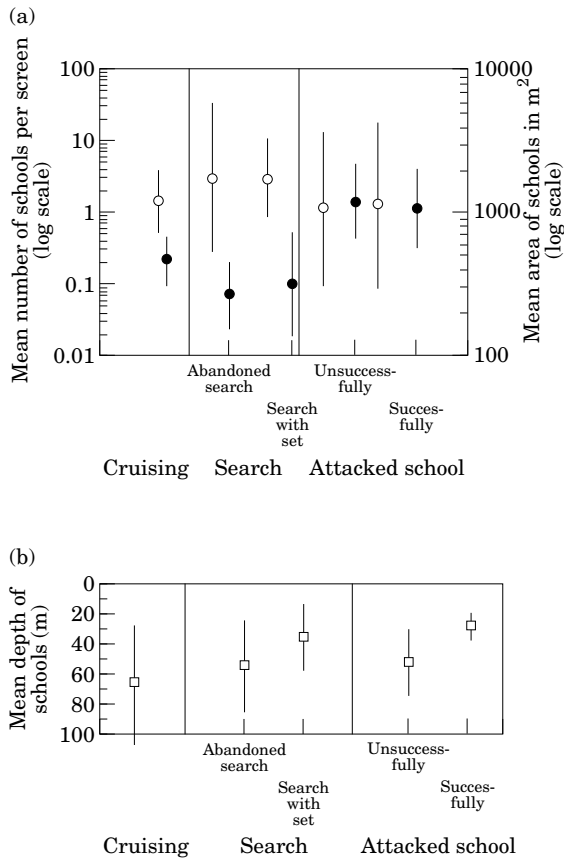 (a)
Mean number of schools per screen
(log scale)
100
10
1
0.1
0.01
10000
1000
100
Mean area of schools in m2
(log scale)
Abandoned
search
Search
with
set
Unsuccess-
fully
Succes-
fully
Cruising
Search
Attacked school
(b)
Mean depth of
schools (m)
0
20
40
60
80
100
Abandoned
search
Search
with
set
Unsuccess-
fully
Succes-
fully
Cruising
Search
Attacked school